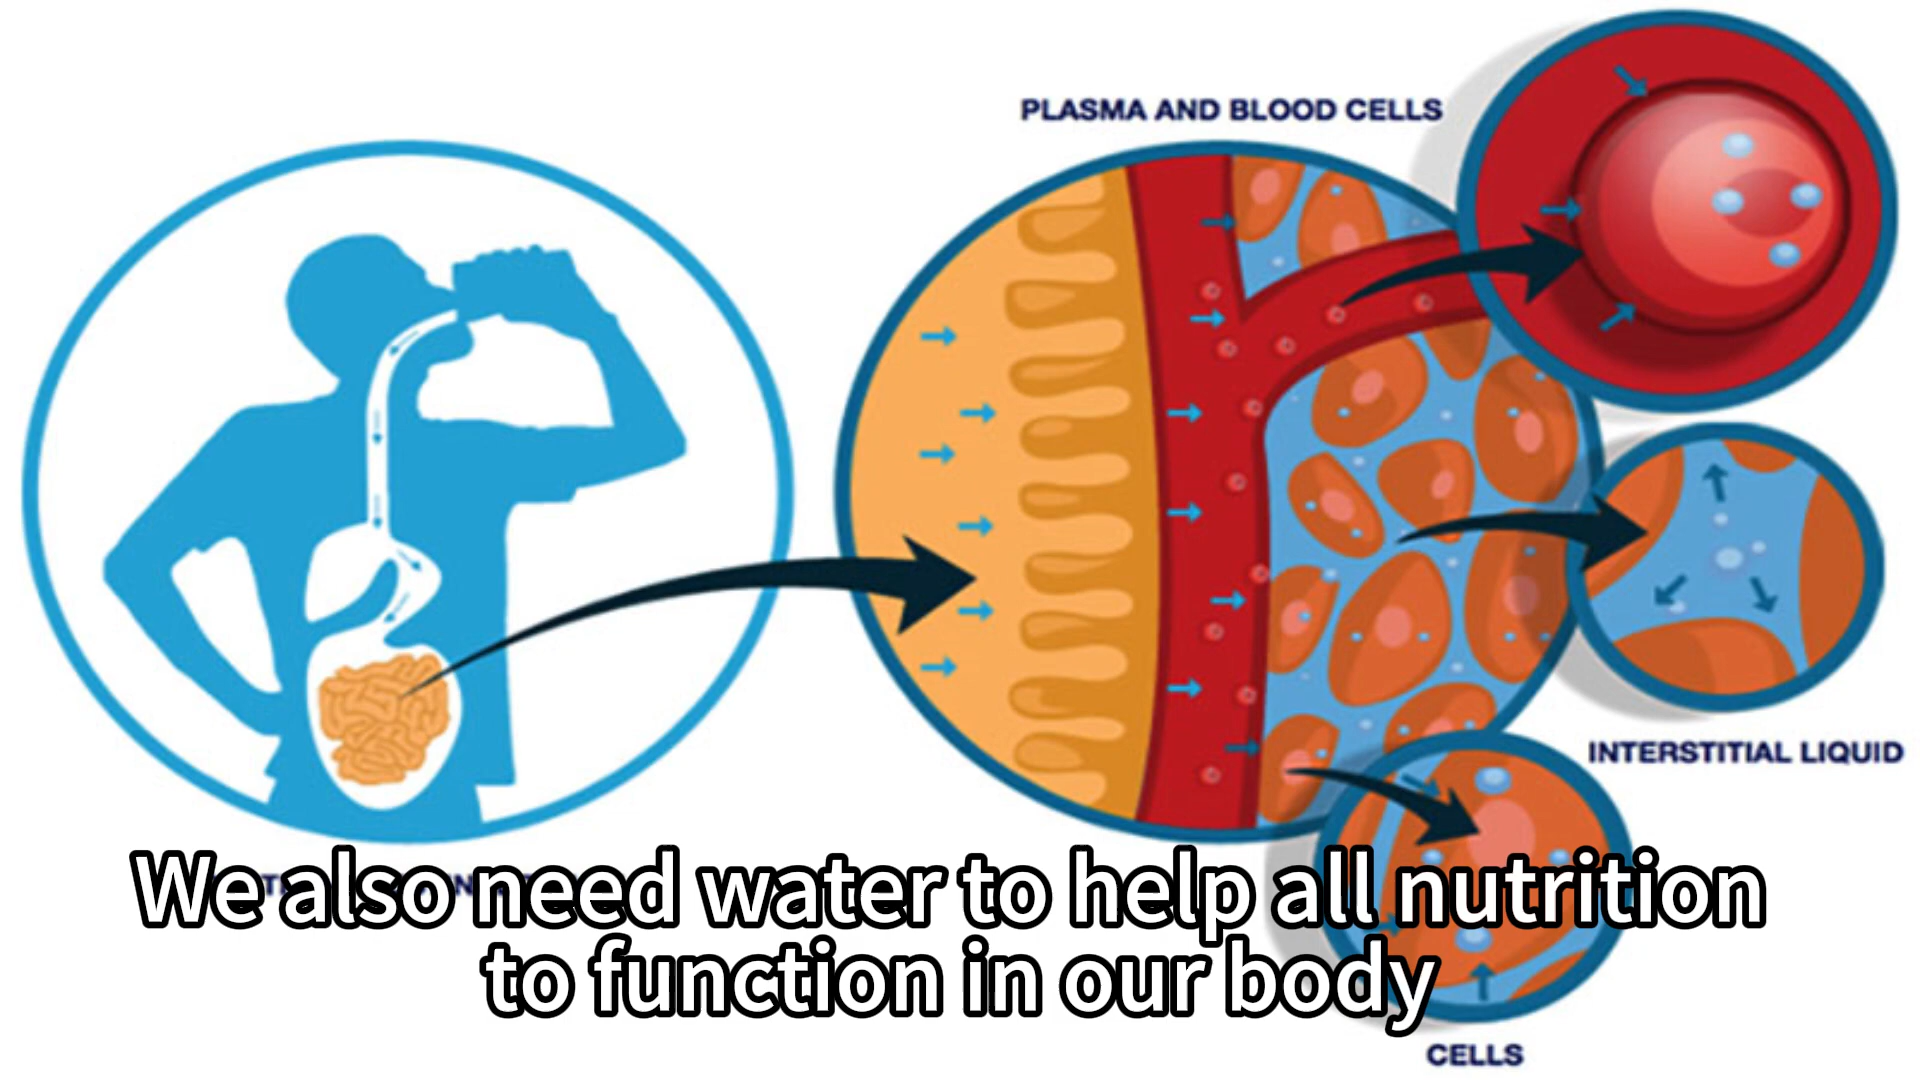 PLASMA AND BLOOD CELLS
INTERSTITIAL LIQUID
We also need water to help all nutrition
to function in our body
CELLS